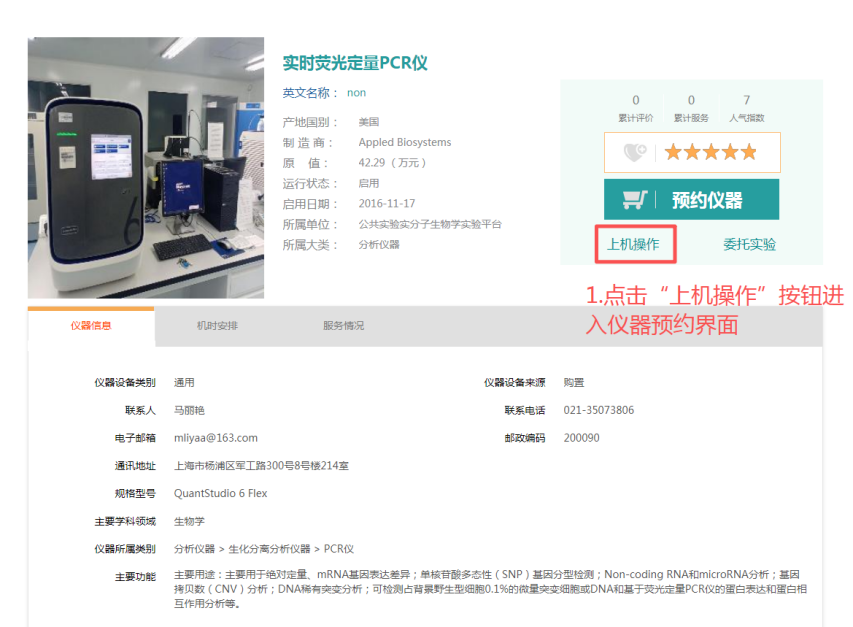 实时荧光定量PCR仪
英文名称： non
产地国别： 美国
制 造 商： Appled Biosystems
原 值： 42.29 （万元）
运行状态： 启用
启用日期： 2016-11-17
所属单位： 公共实验实分子生物学实验平台
所属大类： 分析仪器
0 0 7
累计评价 累计服务 人气指数
预约仪器
上机操作 委托实验
1.点击“上机操作”按钮进
入仪器预约界面
仪器信息 机时安排 服务情况
仪器设备类别 通用 仪器设备来源 购置
联系人 马丽艳 联系电话 021-35073806
电子邮箱 mliyaa@163.com 邮政编码 200090
通讯地址 上海市杨浦区军工路300号8号楼214室
规格型号 QuantStudio 6 Flex
主要学科领域 生物学
仪器所属类别 分析仪器 > 生化分离分析仪器 > PCR仪
主要功能 主要用途：主要用于绝对定量、mRNA基因表达差异；单核苷酸多态性（SNP）基因分型检测；Non-coding RNA和microRNA分析；基因
拷贝数（CNV）分析；DNA稀有突变分析；可检测占背景野生型细胞0.1%的微量突变细胞或DNA和基于荧光定量PCR仪的蛋白表达和蛋白相
互作用分析等。